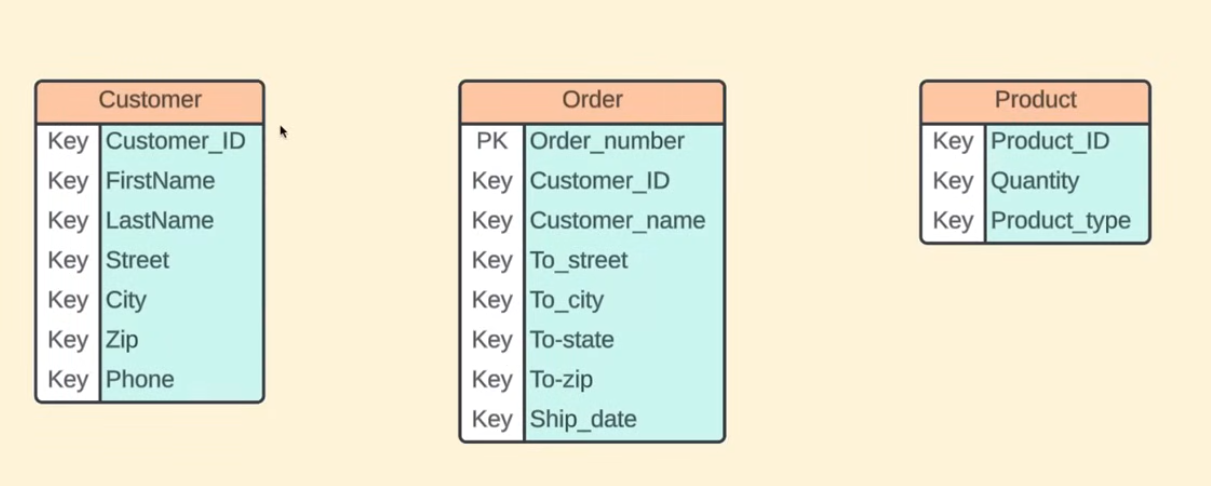 Customer
Key Customer_ID
Key FirstName
Key LastName
Key Street
Key City
Key Zip
Key Phone
Order
PK Order_number
Key Customer_ID
Key Customer_name
Key To_street
Key To_city
Key To-state
Key To-zip
Key Ship_date
Product
Key Product_ID
Key Quantity
Key Product_type